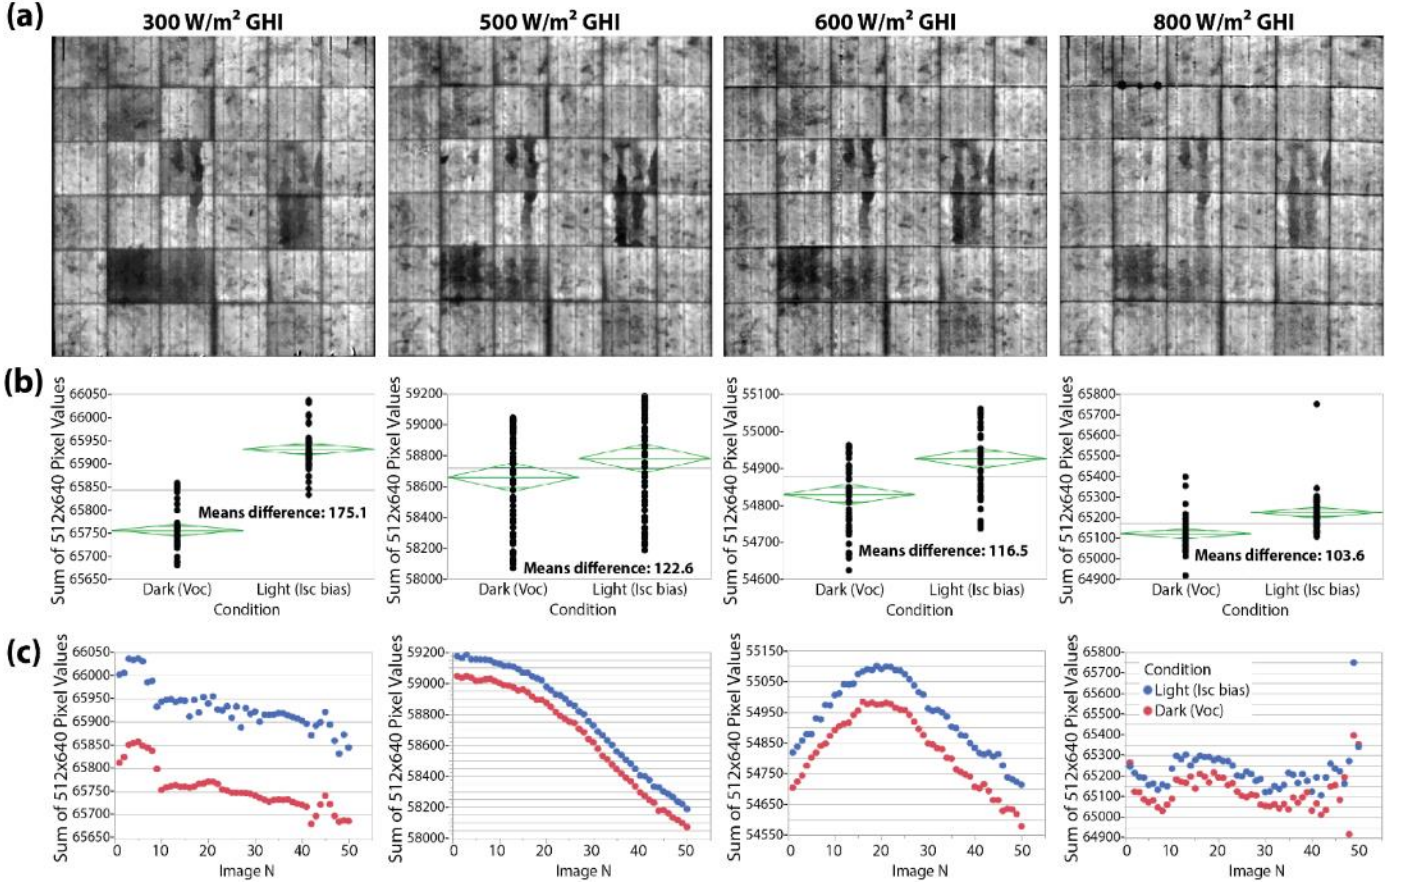 (a)
300 W/m² GHI 500 W/m² GHI 600 W/m² GHI 800 W/m² GHI
(b)
Sum of 512x640 Pixel Values
66050
66000
65950
65900
65850
65800
65750
65700
65650
Means difference: 175.1
Dark (Voc) Light (Isc bias)
Condition
Sum of 512x640 Pixel Values
59200
59000
58800
58600
58400
58200
58000
Means difference: 122.6
Dark (Voc) Light (Isc bias)
Condition
Sum of 512x640 Pixel Values
55100
55000
54900
54800
54700
54600
Means difference: 116.5
Dark (Voc) Light (Isc bias)
Condition
Sum of 512x640 Pixel Values
65800
65700
65600
65500
65400
65300
65200
65100
65000
64900
Means difference: 103.6
Dark (Voc) Light (Isc bias)
Condition
(c)
Sum of 512x640 Pixel Values
66050
66000
65950
65900
65850
65800
65750
65700
65650
0 10 20 30 40 50
Image N
Sum of 512x640 Pixel Values
59200
59000
58800
58600
58400
58200
58000
0 10 20 30 40 50
Image N
Sum of 512x640 Pixel Values
55150
55050
54950
54850
54750
54650
54550
0 10 20 30 40 50
Image N
Sum of 512x640 Pixel Values
65800
65700
65600
65500
65400
65300
65200
65100
65000
64900
Condition
Light (Isc bias)
Dark (Voc)
0 10 20 30 40 50
Image N